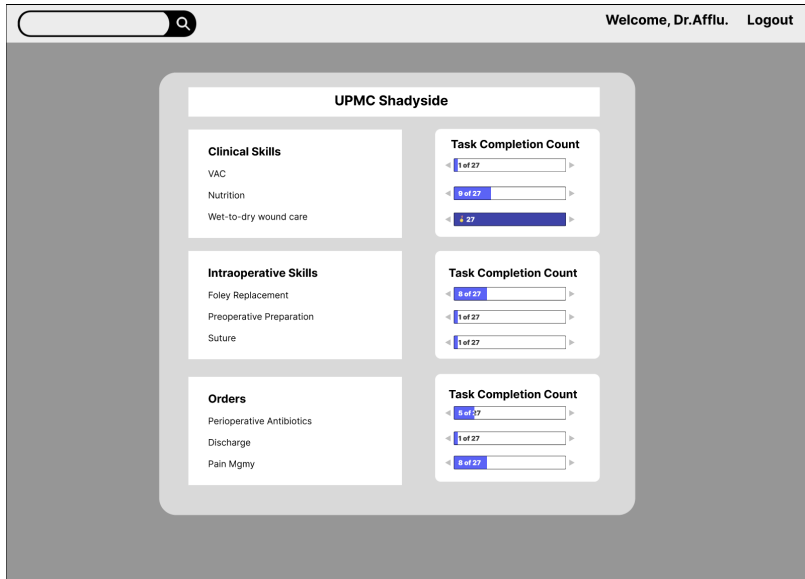 Welcome, Dr.Afflu. Logout
UPMC Shadyside
Clinical Skills
VAC
Nutrition
Wet-to-dry wound care
Task Completion Count
1 of 27
9 of 27
27
Intraoperative Skills
Foley Replacement
Preoperative Preparation
Suture
Task Completion Count
8 of 27
1 of 27
1 of 27
Orders
Perioperative Antibiotics
Discharge
Pain Mgmy
Task Completion Count
5 of 27
1 of 27
8 of 27